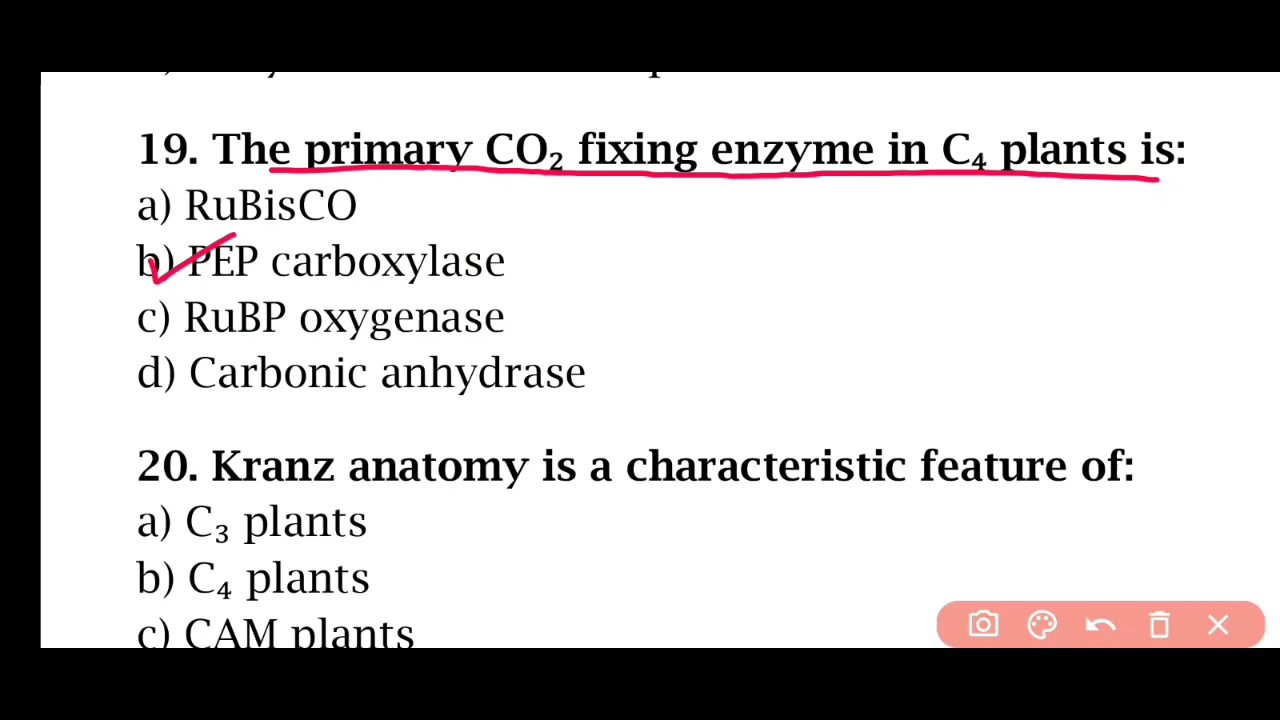 19. The primary CO₂ fixing enzyme in C₄ plants is:
a) RuBisCO
b) PEP carboxylase
c) RuBP oxygenase
d) Carbonic anhydrase
20. Kranz anatomy is a characteristic feature of:
a) C₃ plants
b) C₄ plants
c) CAM plants